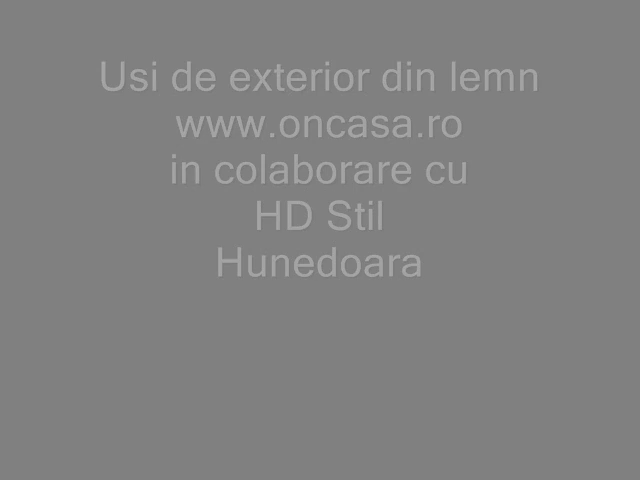 Usi de exterior din lemn
www.oncasa.ro
in colaborare cu
HD Stil
Hunedoara